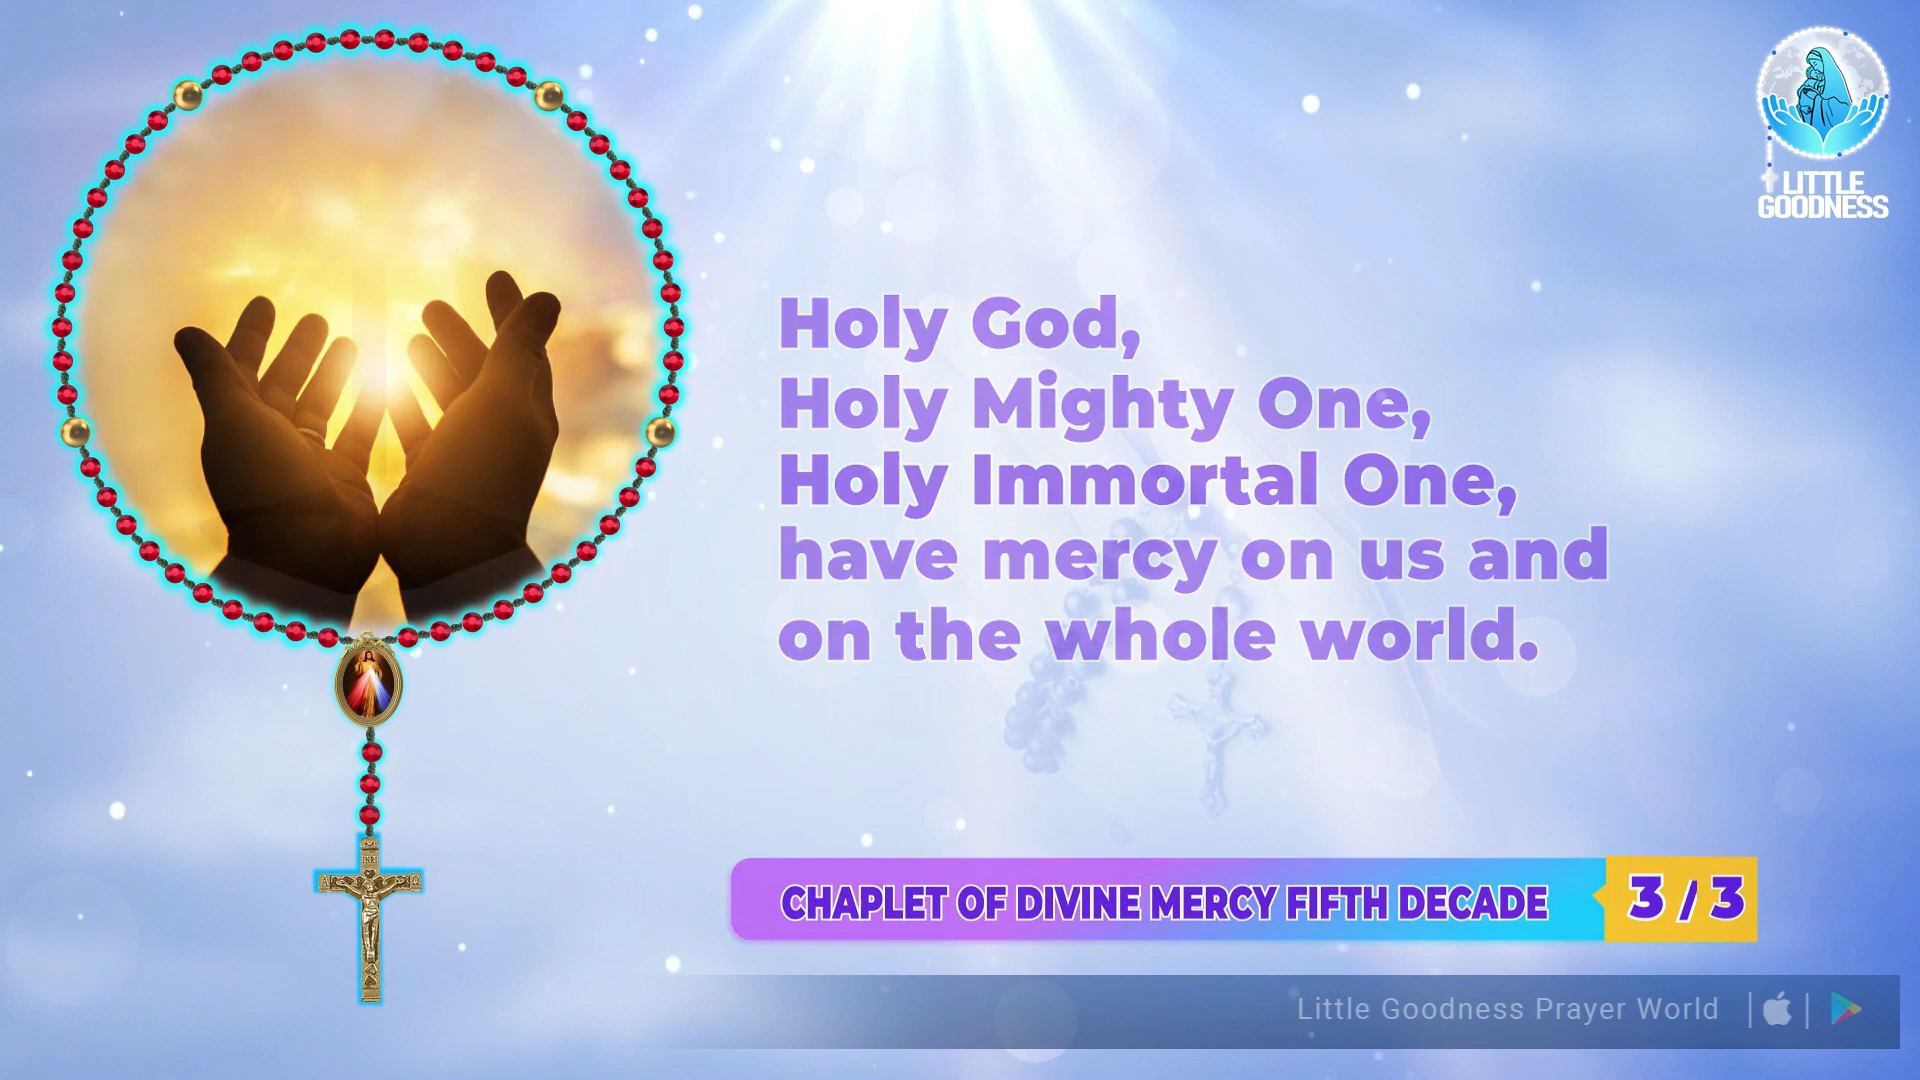 LITTLE
GOODNESS
Holy God,
Holy Mighty One,
Holy Immortal One,
have mercy on us and
on the whole world.
INRI
CHAPLET OF DIVINE MERCY FIFTH DECADE
3 / 3
Little Goodness Prayer World